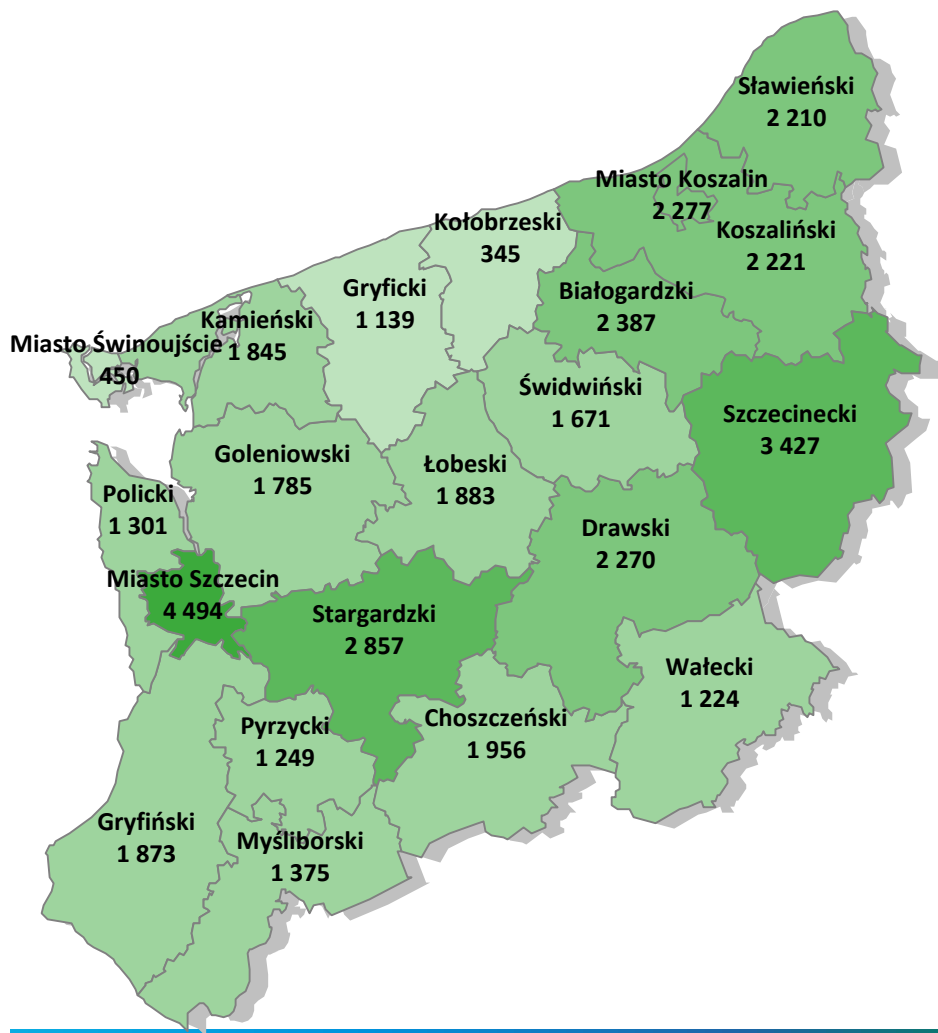 Sławieński
2 210
Miasto Koszalin
2 277
Kołobrzeski
345
Koszaliński
2 221
Gryficki
1 139
Białogardzki
2 387
Kamieński
1 845
Miasto Świnoujście
450
Świdwiński
1 671
Szczecinecki
3 427
Goleniowski
1 785
Łobeski
1 883
Policki
1 301
Drawski
2 270
Miasto Szczecin
4 494
Stargardzki
2 857
Wałecki
1 224
Choszczeński
1 956
Pyrzycki
1 249
Gryfiński
1 873
Myśliborski
1 375